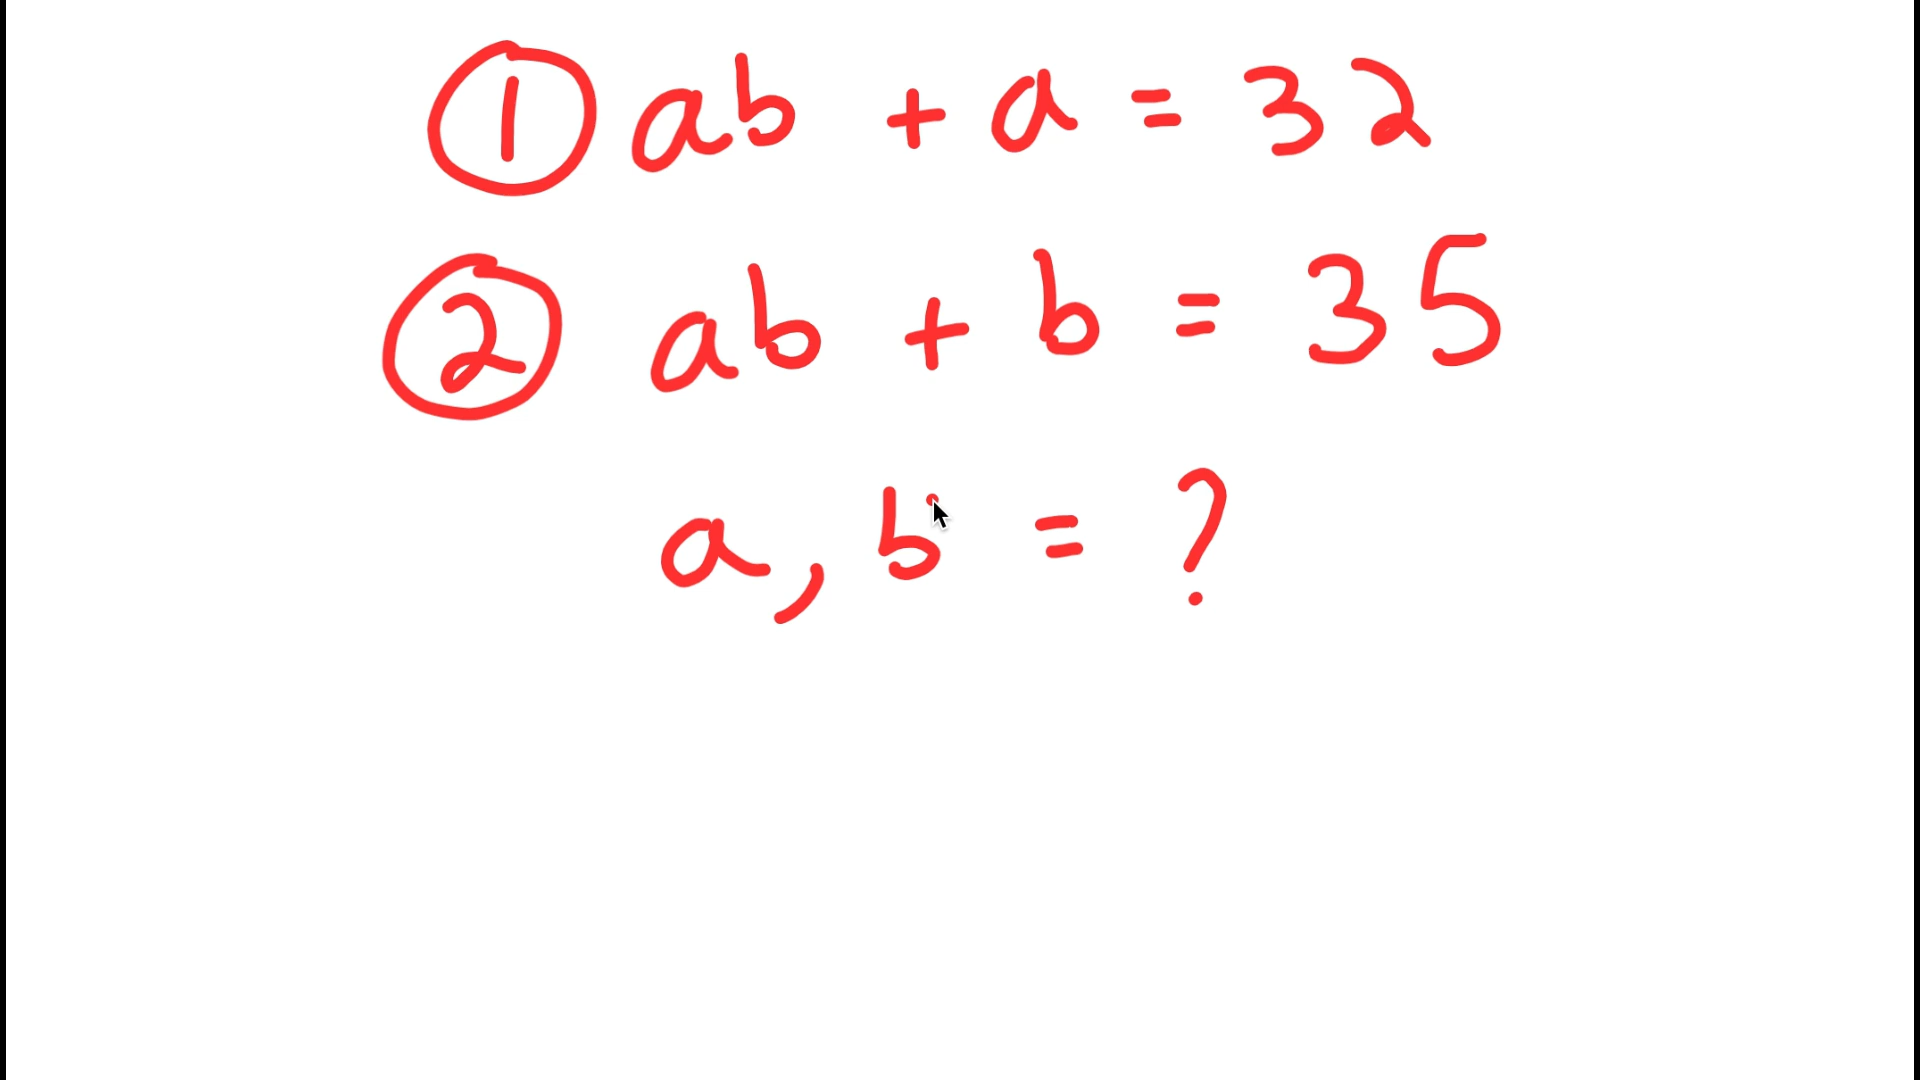 ① ab + a = 32
② ab + b = 35
a, b = ?